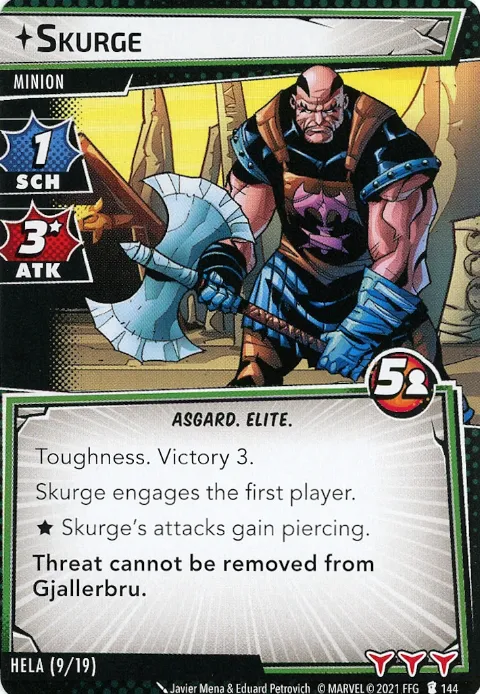 SKURGE
MINION
1
SCH
3★
ATK
5
ASGARD. ELITE.
Toughness. Victory 3.
Skurge engages the first player.
★ Skurge's attacks gain piercing.
Threat cannot be removed from
Gjallerbru.
HELA (9/19)
Javier Mena & Eduard Petrovich © MARVEL © 2021 FFG 144